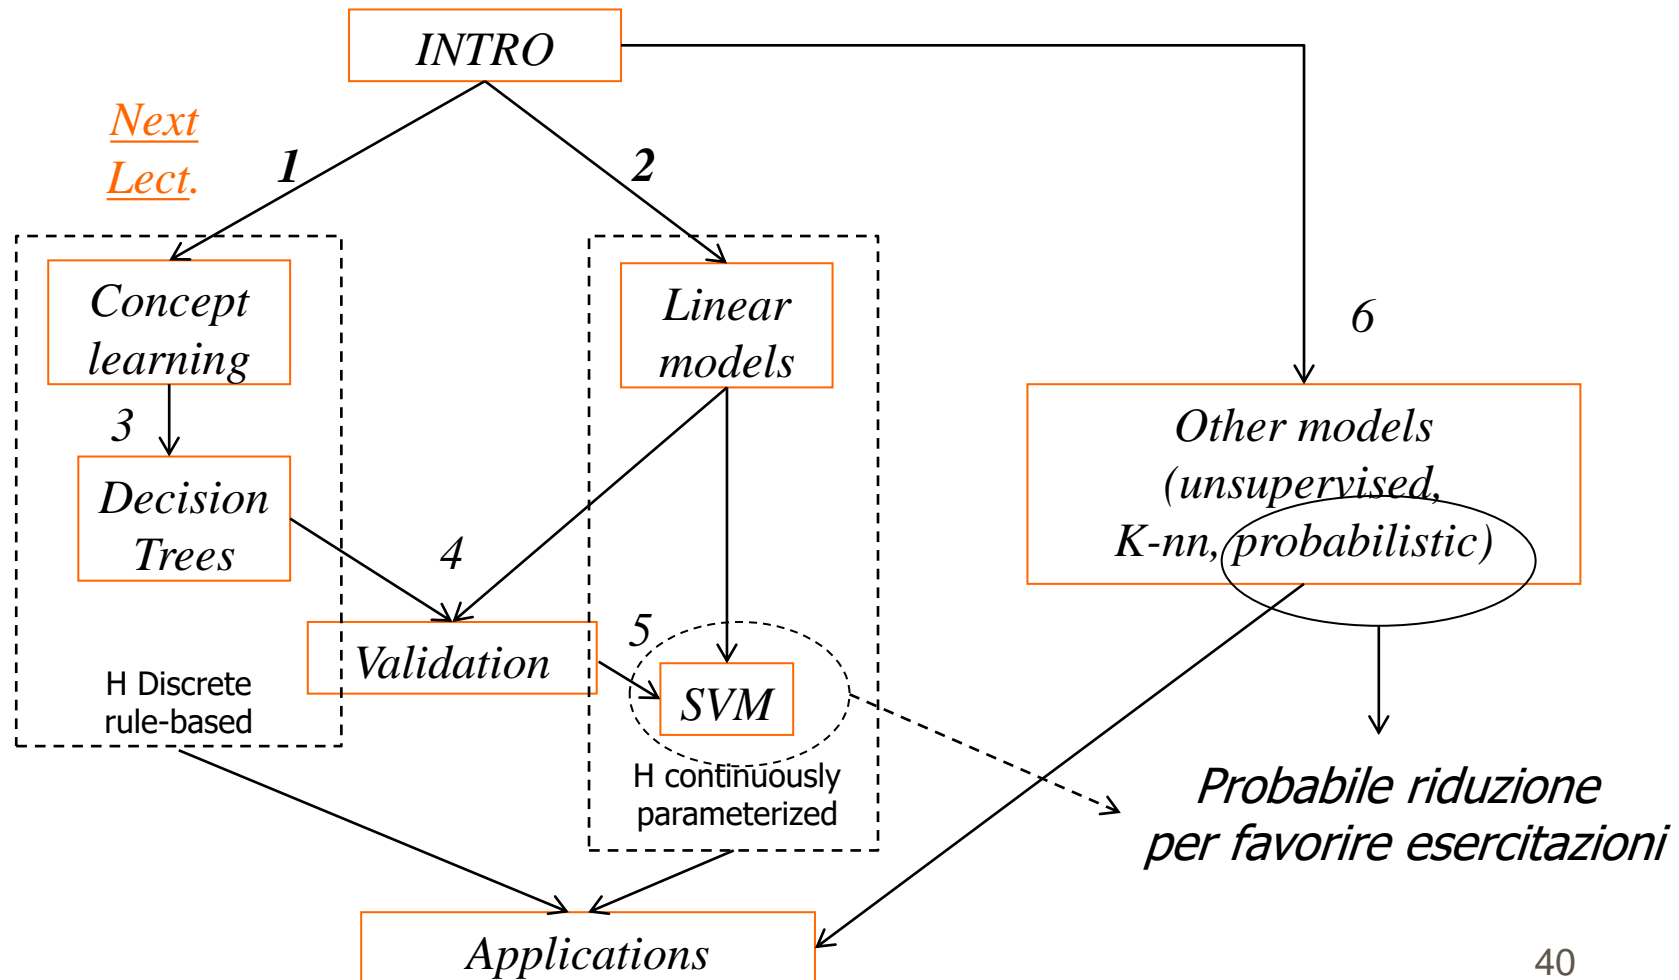 INTRO
Next
Lect.
1
2
Concept
learning
Linear
models
6
3
Decision
Trees
Other models
(unsupervised,
K-nn, probabilistic)
4
5
Validation
SVM
H Discrete
rule-based
H continuously
parameterized
Probabile riduzione
per favorire esercitazioni
Applications
40